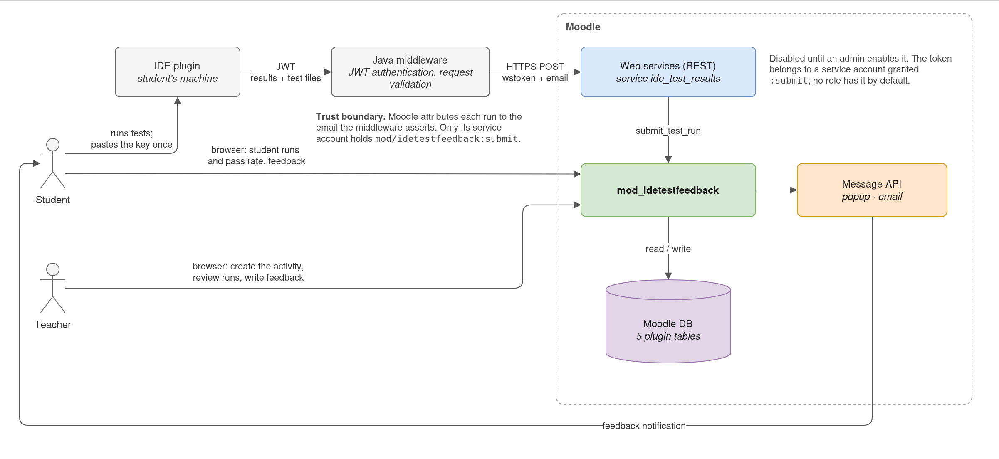 Moodle
IDE plugin
student's machine
JWT
results + test files
Java middleware
JWT authentication, request
validation
HTTPS POST
wstoken + email
Web services (REST)
service ide_test_results
Disabled until an admin enables it. The token
belongs to a service account granted
:submit; no role has it by default.
Trust boundary. Moodle attributes each run to the
email the middleware asserts. Only its service
account holds mod/idetestfeedback:submit.
runs tests;
pastes the key once
submit_test_run
browser: student runs
and pass rate, feedback
Student
mod_idetestfeedback
Message API
popup · email
read / write
browser: create the activity,
review runs, write feedback
Teacher
Moodle DB
5 plugin tables
feedback notification